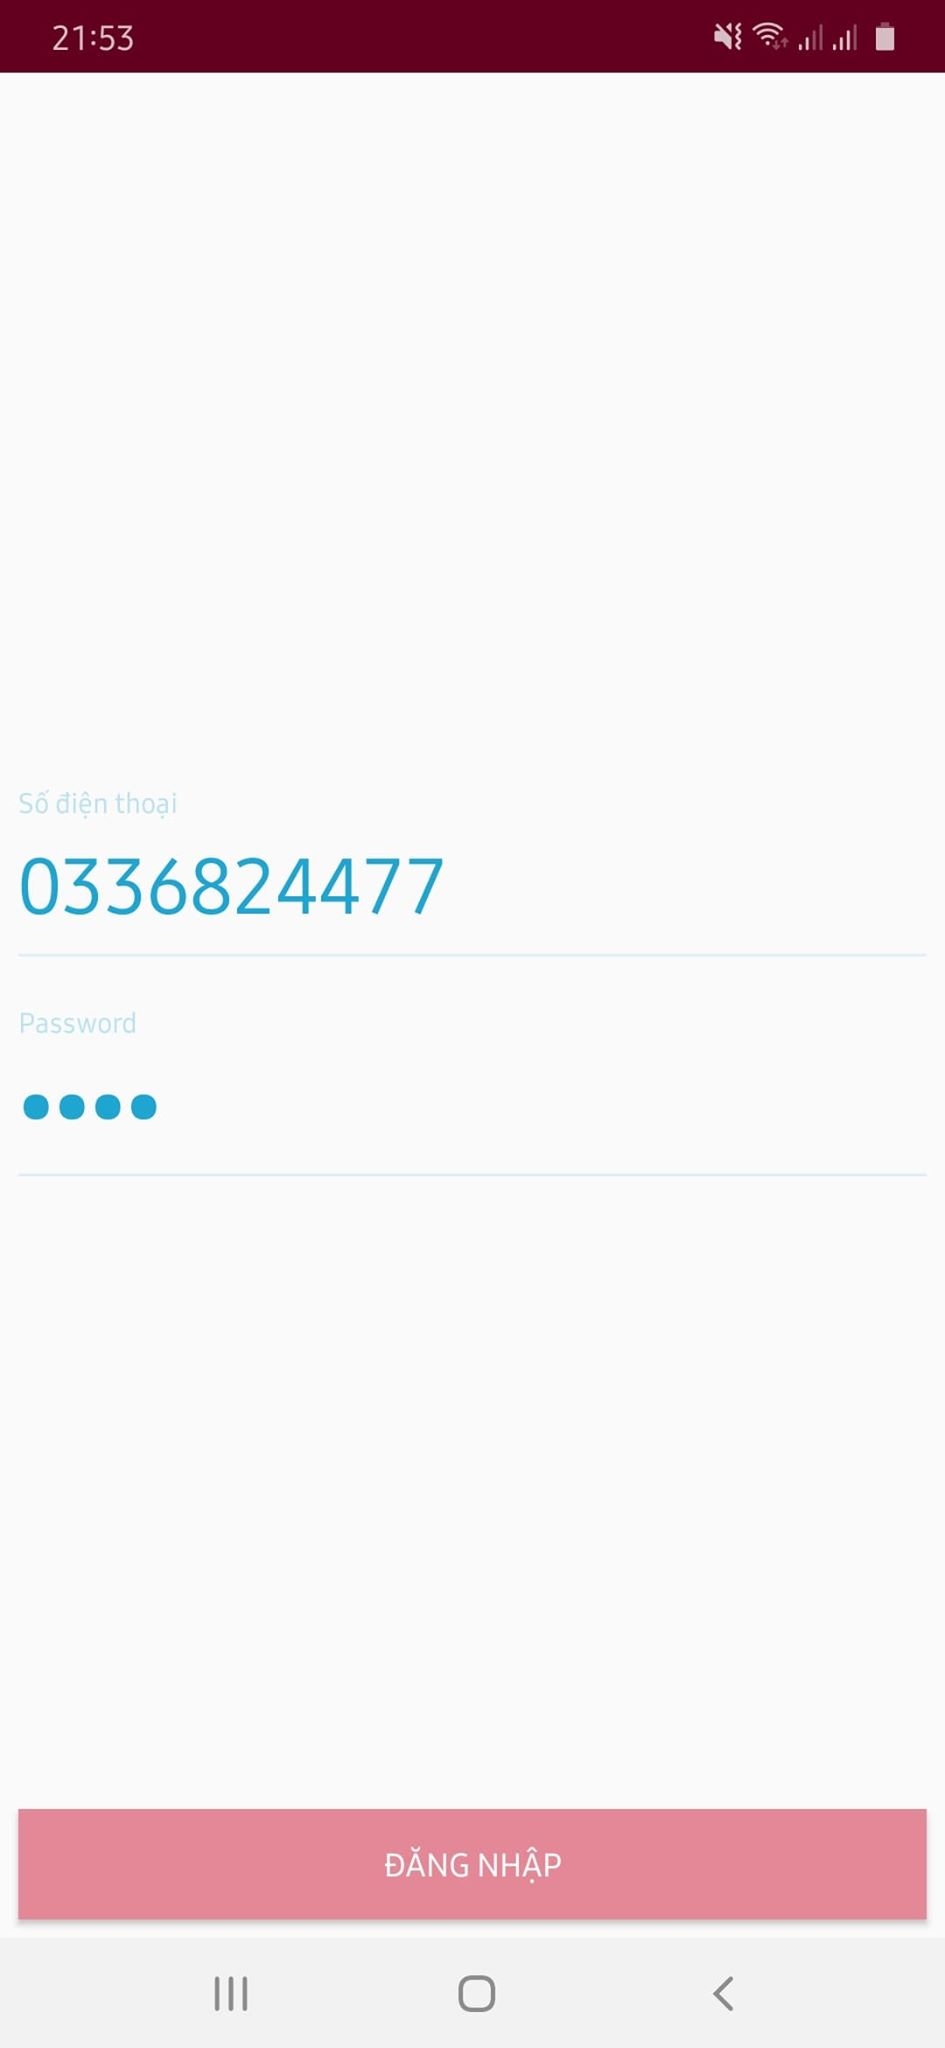 21:53
Số điện thoại
0336824477
Password
••••
ĐĂNG NHẬP